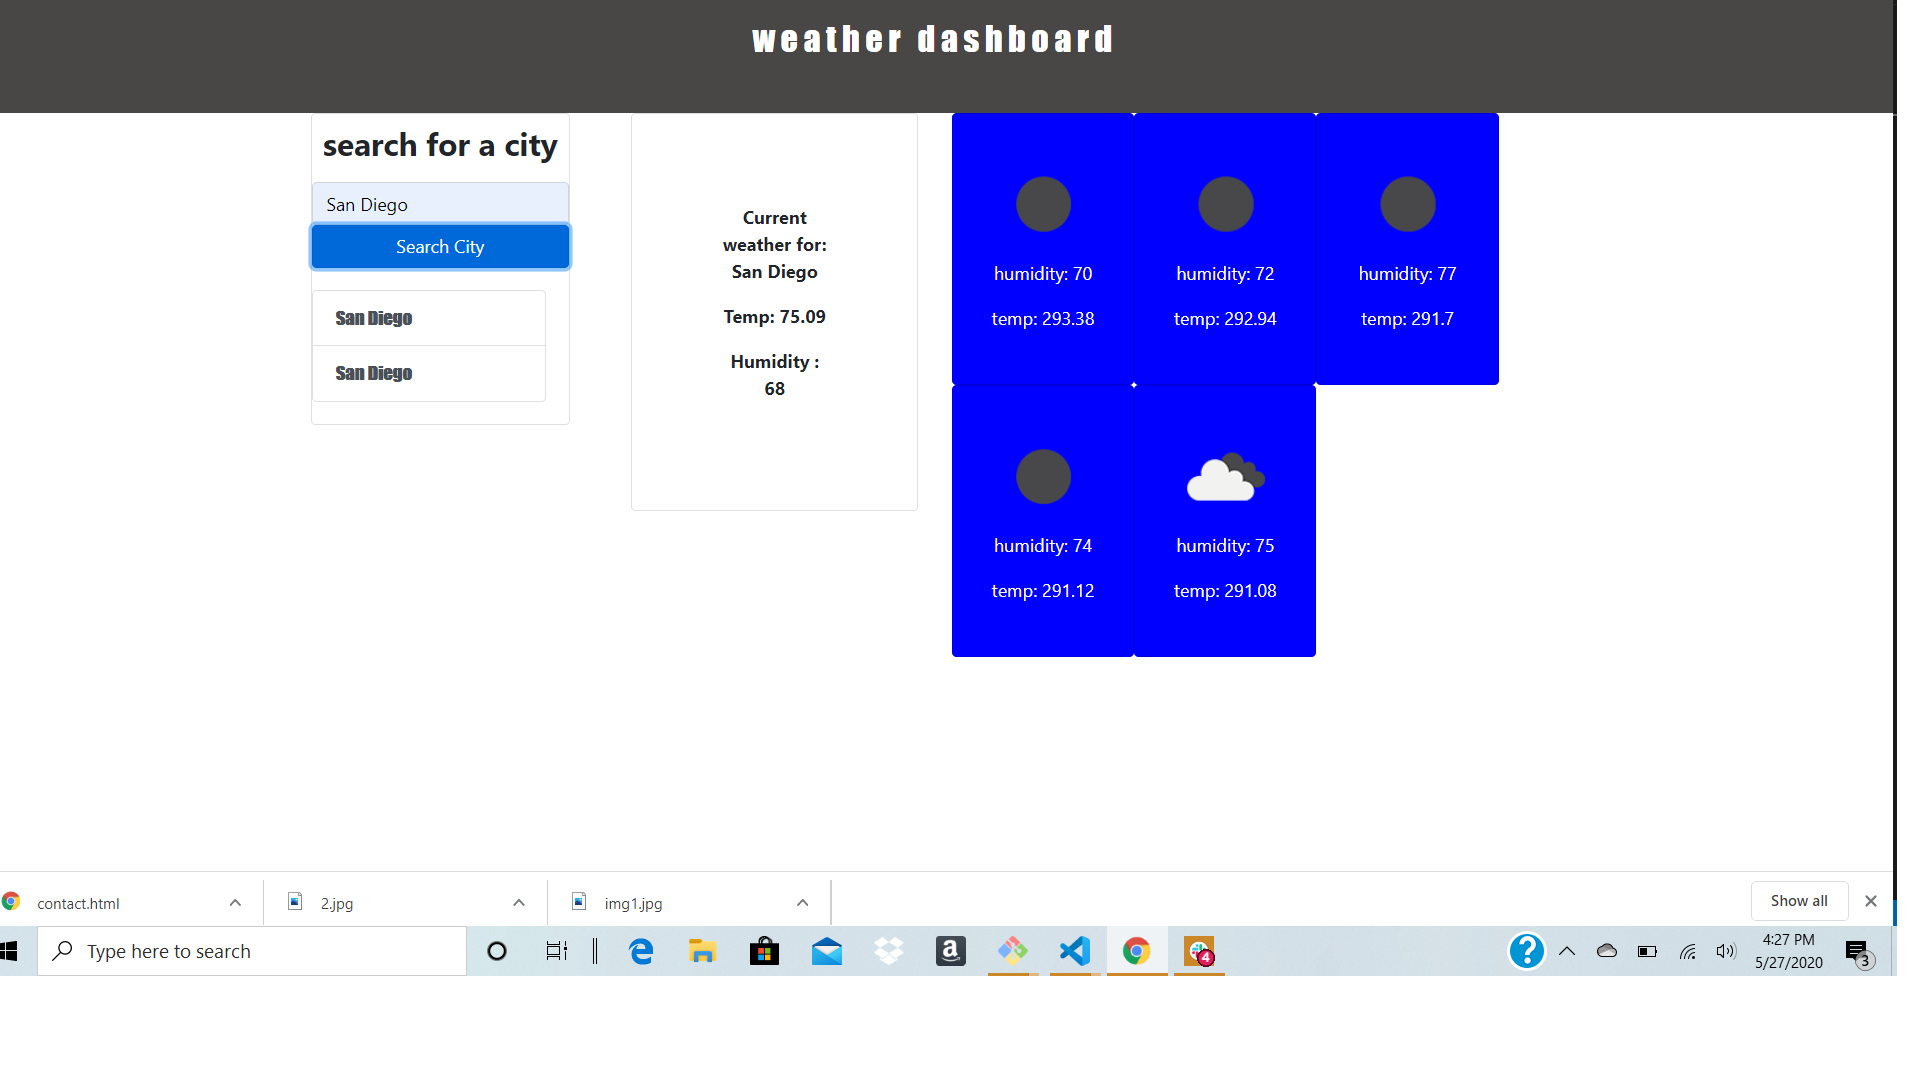 weather dashboard
search for a city
San Diego
Search City
San Diego
San Diego
Current
weather for:
San Diego
Temp: 75.09
Humidity :
68
humidity: 70
temp: 293.38
humidity: 72
temp: 292.94
humidity: 77
temp: 291.7
humidity: 74
temp: 291.12
humidity: 75
temp: 291.08
contact.html
2.jpg
img1.jpg
Show all
Type here to search
a
4
?
4:27 PM
5/27/2020
3